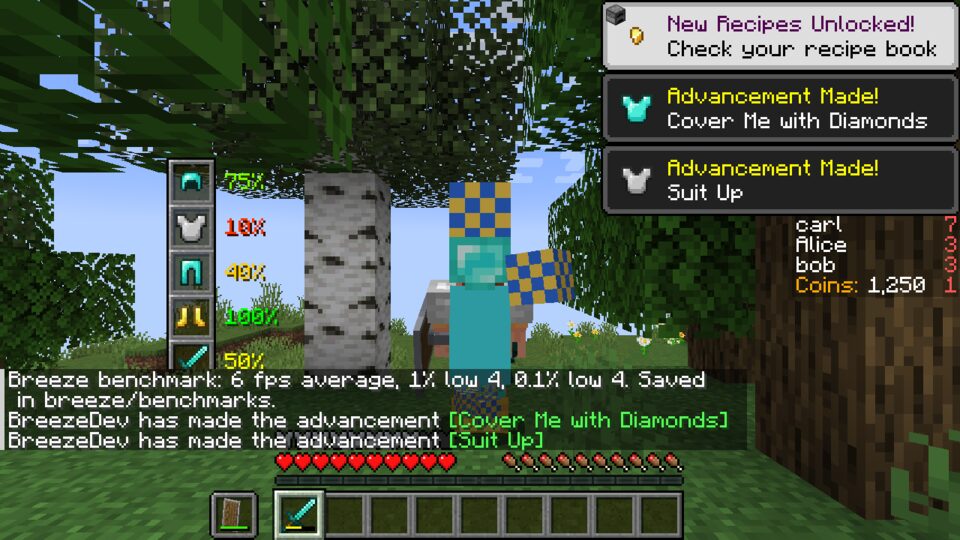 New Recipes Unlocked!
Check your recipe book
Advancement Made!
Cover Me with Diamonds
Advancement Made!
Suit Up
75%
10%
40%
100%
50%
carl 7
Alice 3
bob 3
Coins: 1,250 1
Breeze benchmark: 6 fps average, 1% low 4, 0.1% low 4. Saved
in breeze/benchmarks.
BreezeDev has made the advancement [Cover Me with Diamonds]
BreezeDev has made the advancement [Suit Up]